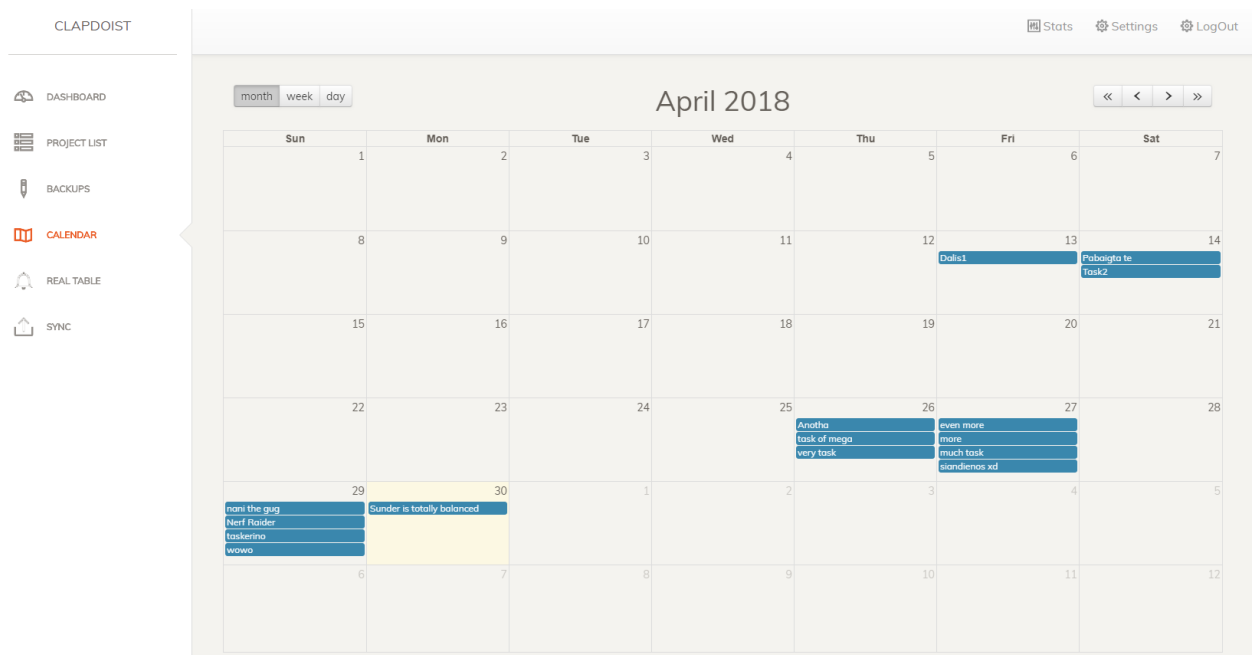 CLAPDOIST
Stats Settings LogOut
DASHBOARD
PROJECT LIST
BACKUPS
CALENDAR
REAL TABLE
SYNC
month week day
April 2018
« < > »
Sun Mon Tue Wed Thu Fri Sat
1 2 3 4 5 6 7
8 9 10 11 12 13 14
Dalis1 Pabaigta te
Task2
15 16 17 18 19 20 21
22 23 24 25 26 27 28
Anotha even more
task of mega more
very task much task
siandienos xd
29 30 1 2 3 4 5
nani the gug Sunder is totally balanced
Nerf Raider
taskerino
wowo
6 7 8 9 10 11 12